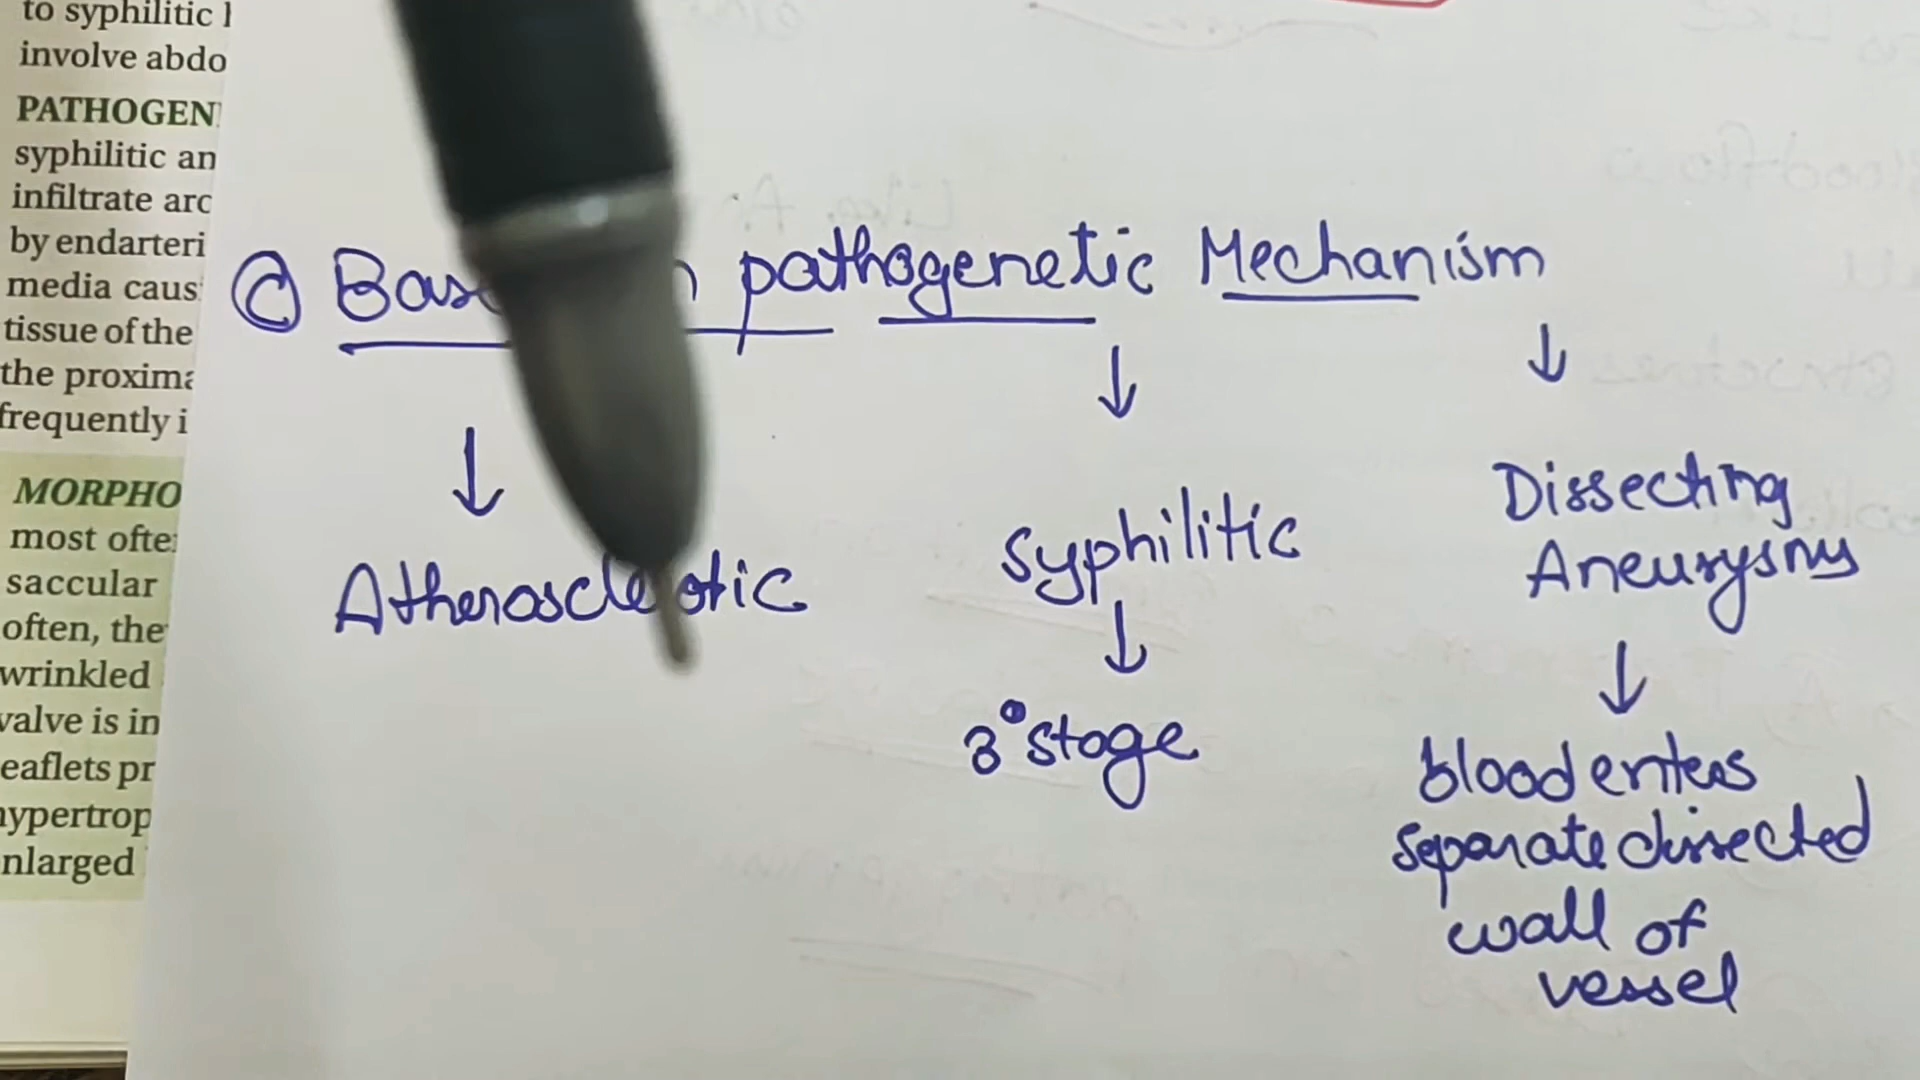 to syphilitic
involve abdo
PATHOGEN
syphilitic an
infiltrate arc
by endarteri
media caus
tissue of the
the proxima
frequently i
MORPHO
most ofte
saccular
often, the
wrinkled
valve is in
eaflets pr
hypertrop
nlarged
C Bas pathogenetic Mechanism
↓ ↓ ↓
Syphilitic
↓
3° stage
Dissecting
Aneurysms
↓
blood enters
separate dissected
wall of
vessel